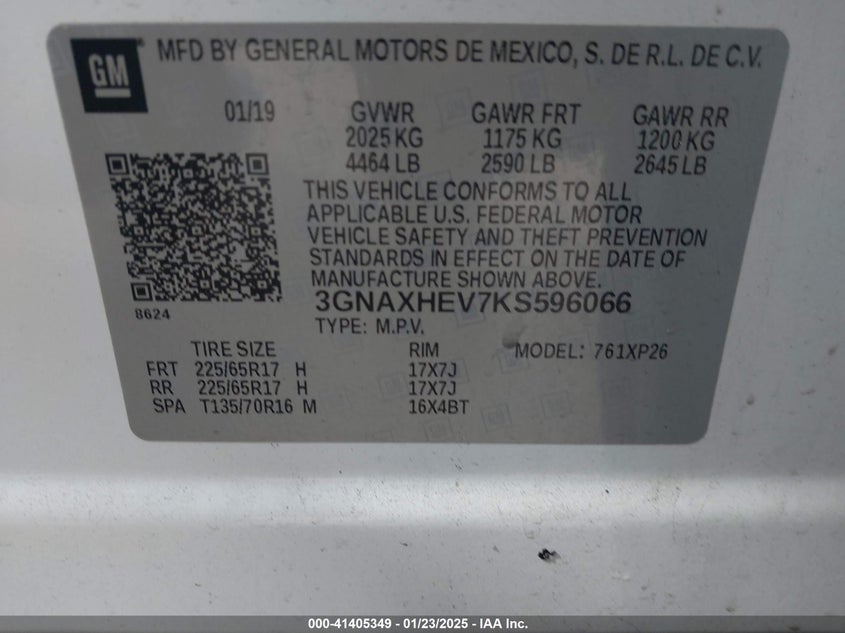 GM
MFD BY GENERAL MOTORS DE MEXICO, S. DE R.L. DE C.V.
01/19 GVWR GAWR FRT GAWR RR
2025 KG 1175 KG 1200 KG
4464 LB 2590 LB 2645 LB
THIS VEHICLE CONFORMS TO ALL
APPLICABLE U.S. FEDERAL MOTOR
VEHICLE SAFETY AND THEFT PREVENTION
STANDARDS IN EFFECT ON THE DATE OF
MANUFACTURE SHOWN ABOVE.
8624
3GNAXHEV7KS596066
TYPE: M.P.V.
TIRE SIZE RIM MODEL: 761XP26
FRT 225/65R17 H 17X7J
RR 225/65R17 H 17X7J
SPA T135/70R16 M 16X4BT
000-41405349 - 01/23/2025 - IAA Inc.